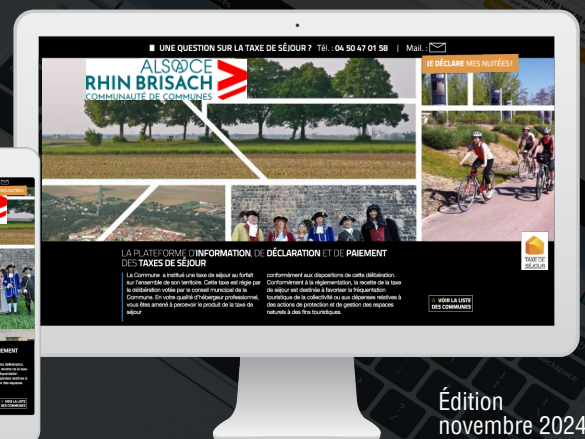 UNE QUESTION SUR LA TAXE DE SÉJOUR ? Tél. : 04 50 47 01 58 | Mail. :
JE DÉCLARE MES NUITÉES !
ALSACE
RHIN BRISACH
COMMUNAUTÉ DE COMMUNES
LA PLATEFORME D'INFORMATION, DE DÉCLARATION ET DE PAIEMENT
DES TAXES DE SÉJOUR
La Commune a institué une taxe de séjour au forfait
sur l'ensemble de son territoire. Cette taxe est régie par
la délibération votée par le conseil municipal de la
Commune. En votre qualité d'hébergeur professionnel,
vous êtes amené à percevoir le produit de la taxe de
séjour
conformément aux dispositions de cette délibération.
Conformément à la réglementation, la recette de la taxe
de séjour est destinée à favoriser la fréquentation
touristique de la collectivité ou aux dépenses relatives à
des actions de protection et de gestion des espaces
naturels à des fins touristiques.
TAXE DE
SÉJOUR
VOIR LA LISTE
DES COMMUNES
EMENT
VOIR LA LISTE
DES COMMUNES
Édition
novembre 2024